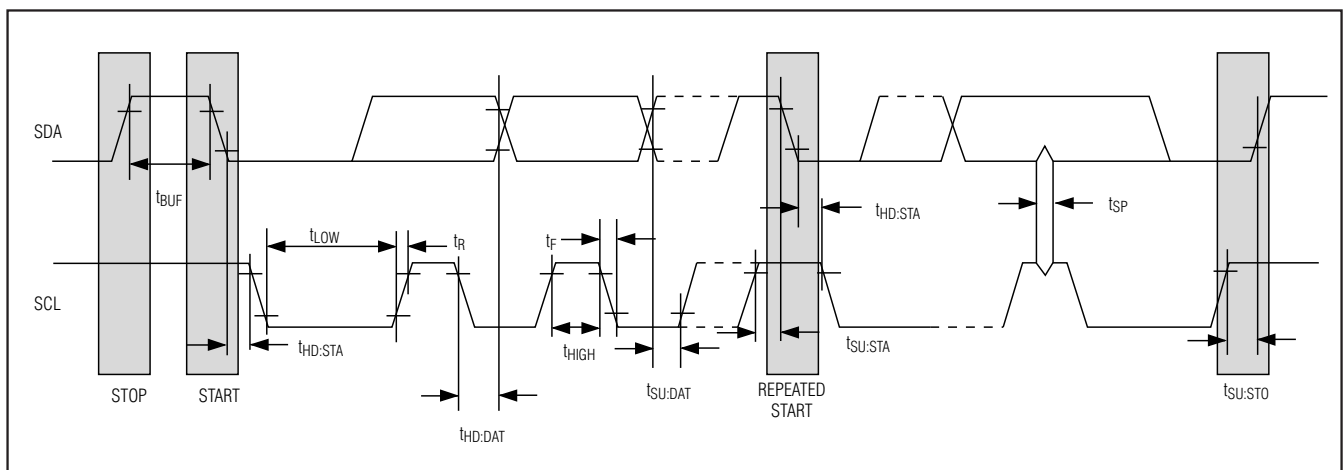 SDA
tBUF
tLOW
tR
tF
tHD:STA
tSP
SCL
tHD:STA
tHIGH
tSU:STA
tSU:DAT
tHD:DAT
tSU:STO
STOP
START
REPEATED
START